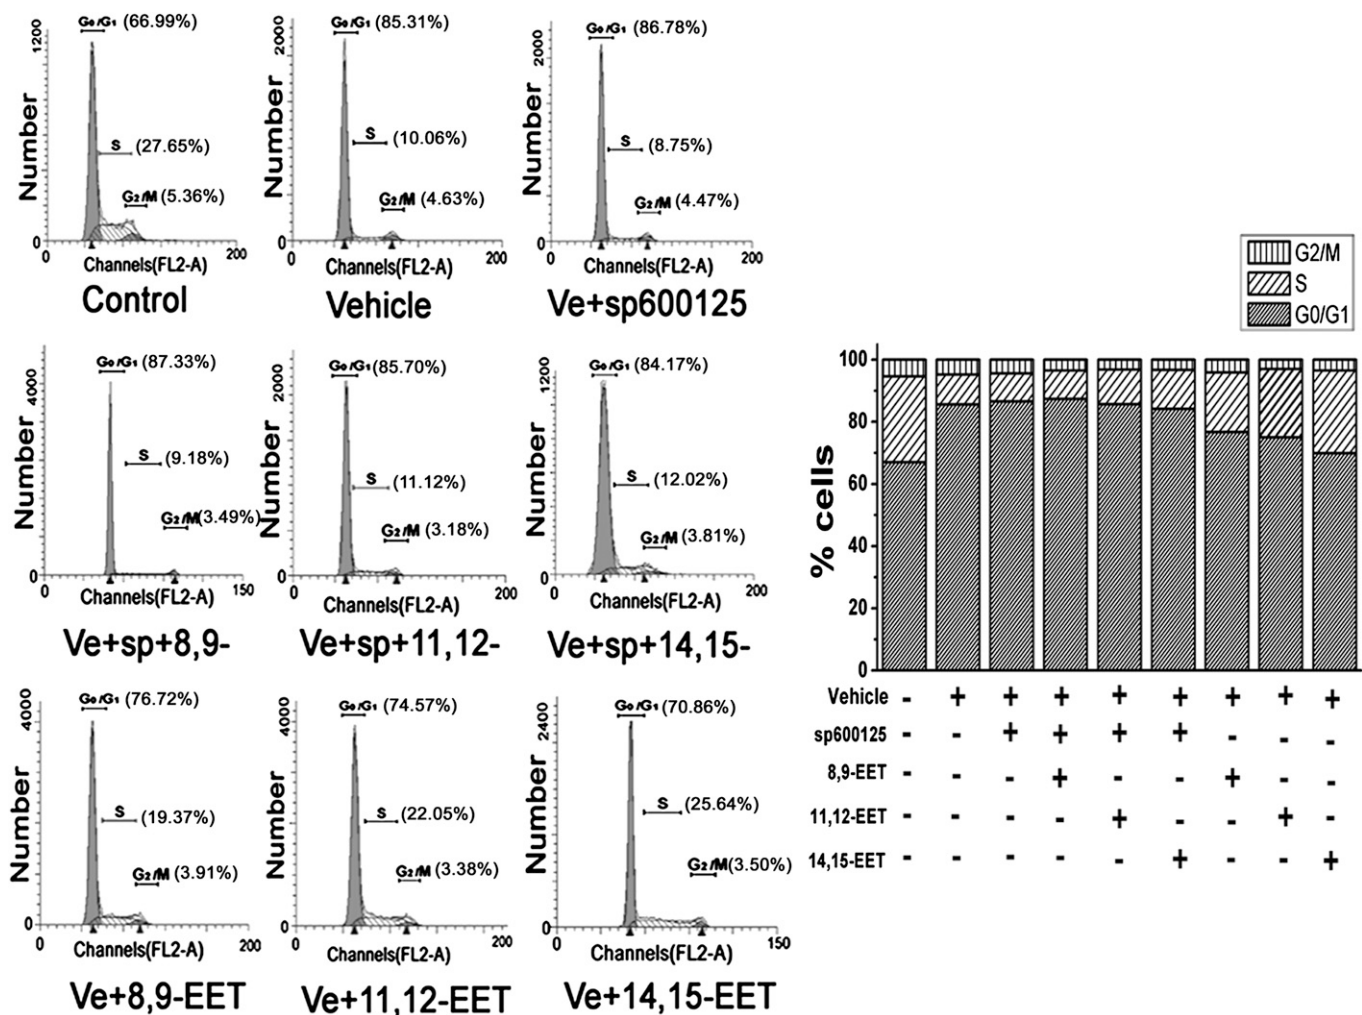 G0/G1 (66.99%)
1200
Number
S (27.65%)
G2/M (5.36%)
0
0 200
Channels(FL2-A)
Control
G0/G1 (85.31%)
2000
Number
S (10.06%)
G2/M (4.63%)
0
0 200
Channels(FL2-A)
Vehicle
G0/G1 (86.78%)
2000
Number
S (8.75%)
G2/M (4.47%)
0
0 200
Channels(FL2-A)
Ve+sp600125
G0/G1 (87.33%)
4000
Number
S (9.18%)
G2/M(3.49%)
0
0 150
Channels(FL2-A)
Ve+sp+8,9-
G0/G1(85.70%)
2000
Number
S (11.12%)
G2/M (3.18%)
0
0 200
Channels(FL2-A)
Ve+sp+11,12-
G0/G1 (84.17%)
1200
Number
S (12.02%)
G2/M (3.81%)
0
0 200
Channels(FL2-A)
Ve+sp+14,15-
G0/G1 (76.72%)
4000
Number
S (19.37%)
G2/M (3.91%)
0
0 200
Channels(FL2-A)
Ve+8,9-EET
G0/G1 (74.57%)
4000
Number
S (22.05%)
G2/M (3.38%)
0
0 200
Channels(FL2-A)
Ve+11,12-EET
G0/G1 (70.86%)
2400
Number
S (25.64%)
G2/M(3.50%)
0
0 150
Channels(FL2-A)
Ve+14,15-EET
G2/M
S
G0/G1
100
80
60
40
20
0
% cells
Vehicle - + + + + + + + +
sp600125 - - + + + + - - -
8,9-EET - - - + - - + - -
11,12-EET - - - - + - - + -
14,15-EET - - - - - + - - +